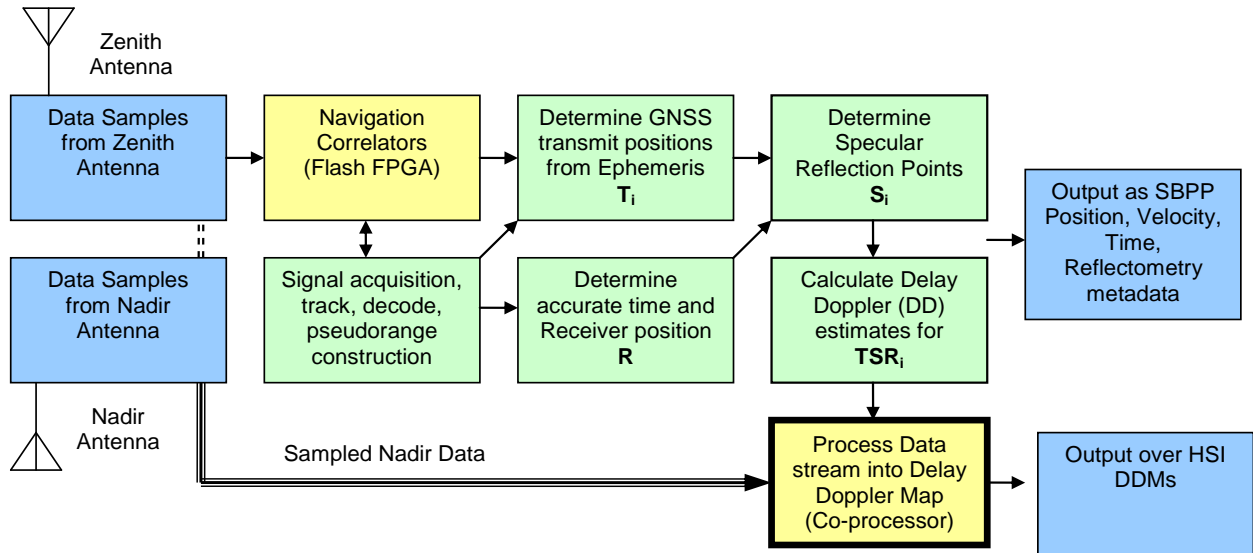 Zenith
Antenna
Data Samples
from Zenith
Antenna
Navigation
Correlators
(Flash FPGA)
Determine GNSS
transmit positions
from Ephemeris
Tᵢ
Determine
Specular
Reflection Points
Sᵢ
Output as SBPP
Position, Velocity,
Time,
Reflectometry
metadata
Data Samples
from Nadir
Antenna
Signal acquisition,
track, decode,
pseudorange
construction
Determine
accurate time and
Receiver position
R
Calculate Delay
Doppler (DD)
estimates for
TSRᵢ
Nadir
Antenna
Sampled Nadir Data
Process Data
stream into Delay
Doppler Map
(Co-processor)
Output over HSI
DDMs